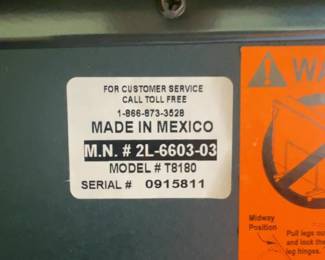 FOR CUSTOMER SERVICE
CALL TOLL FREE
1-866-873-3528
MADE IN MEXICO
M.N. # 2L-6603-03
MODEL # T8180
SERIAL # 0915811
WA
Midway
Position
Pull legs ou
and lock the
leg hinges.